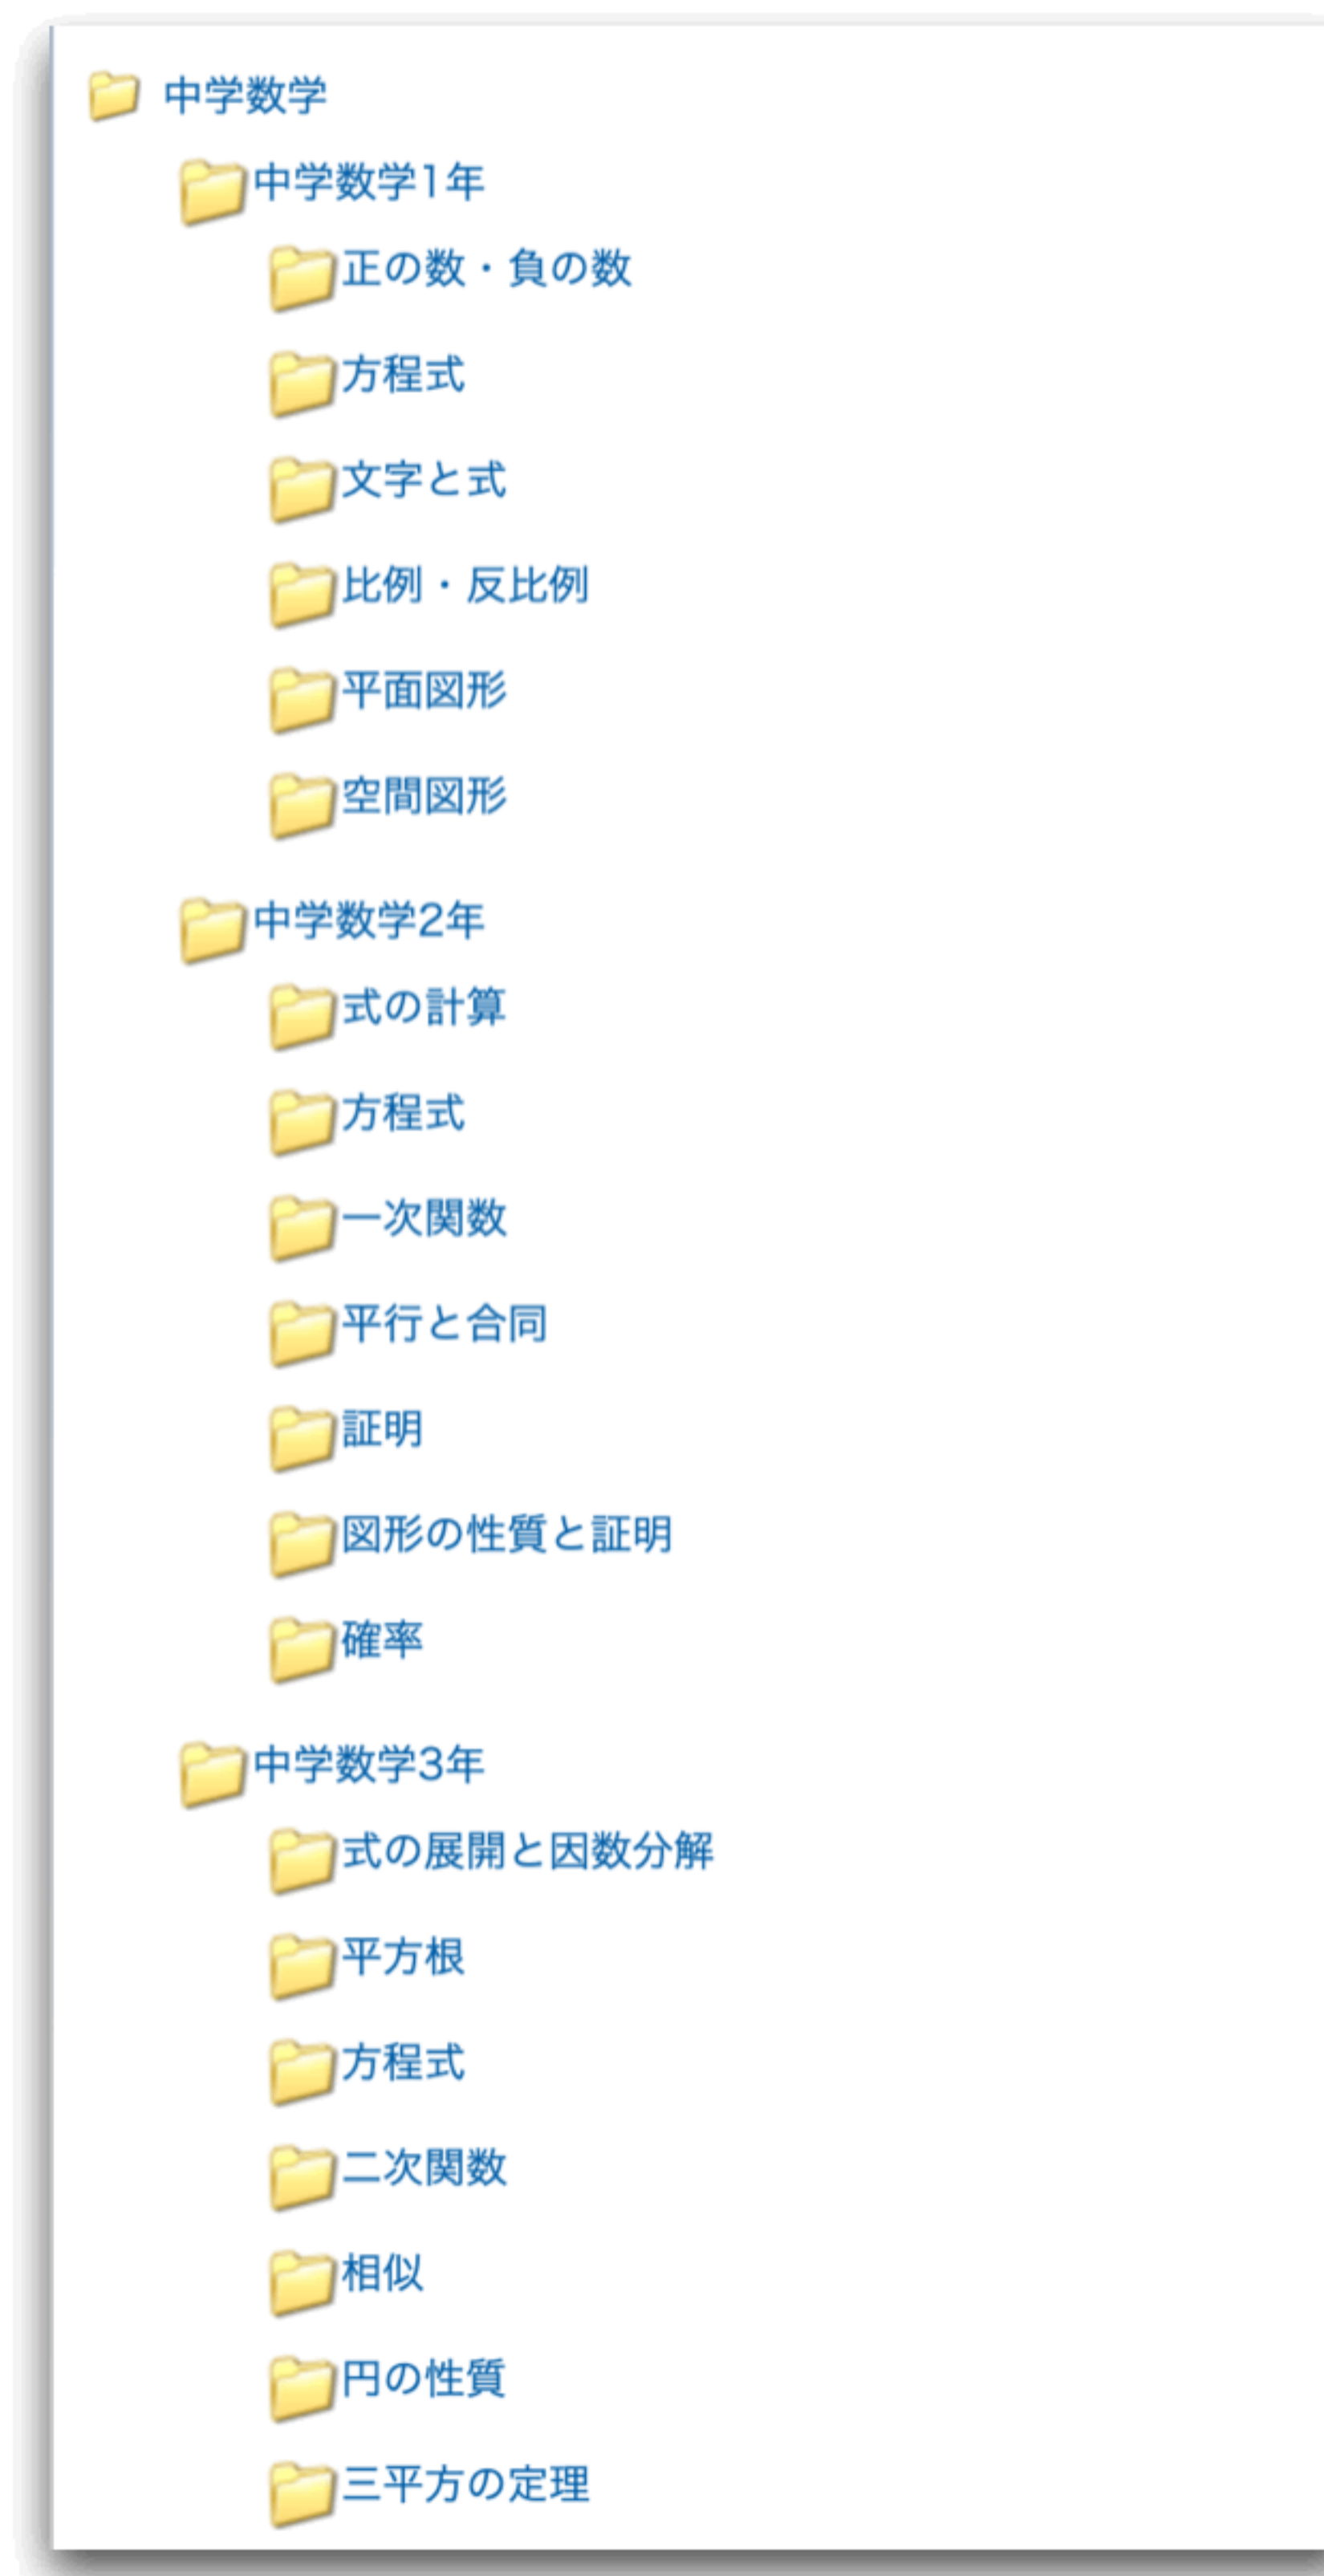 中学数学
中学数学1年
正の数・負の数
方程式
文字と式
比例・反比例
平面図形
空間図形
中学数学2年
式の計算
方程式
一次関数
平行と合同
証明
図形の性質と証明
確率
中学数学3年
式の展開と因数分解
平方根
方程式
二次関数
相似
円の性質
三平方の定理